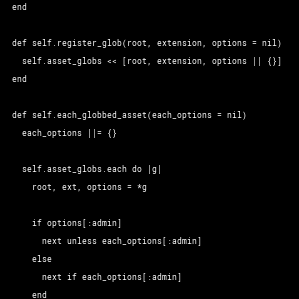 end
def self.register_glob(root, extension, options = nil)
self.asset_globs << [root, extension, options || {}]
end
def self.each_globbed_asset(each_options = nil)
each_options ||= {}
self.asset_globs.each do |g|
root, ext, options = *g
if options[:admin]
next unless each_options[:admin]
else
next if each_options[:admin]
end